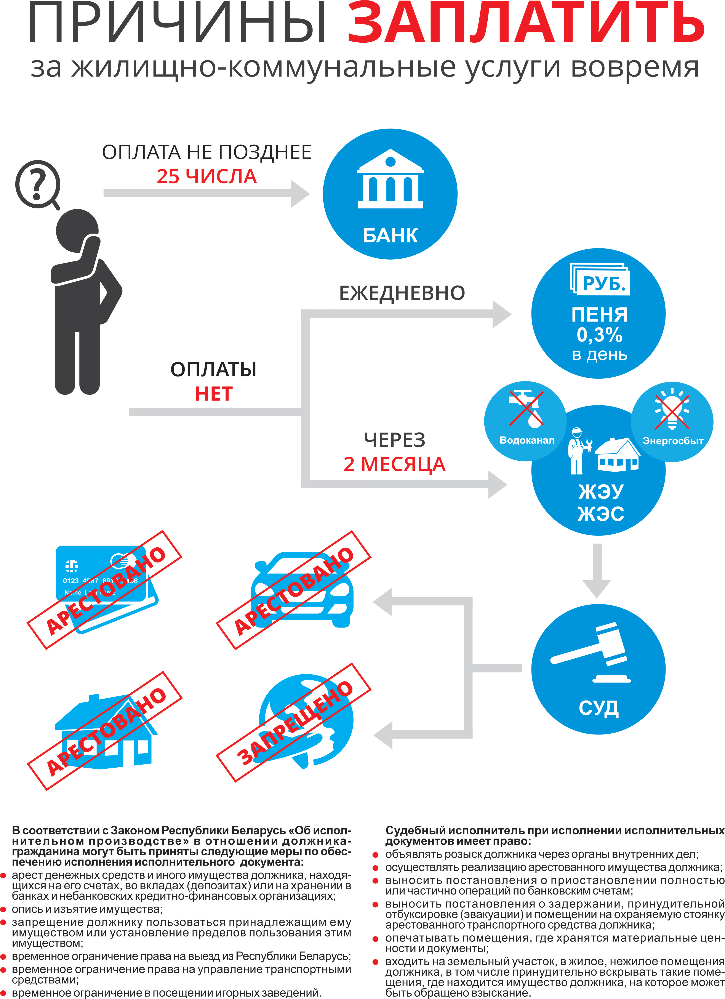 ПРИЧИНЫ ЗАПЛАТИТЬ
за жилищно-коммунальные услуги вовремя
ОПЛАТА НЕ ПОЗДНЕЕ
25 ЧИСЛА
?
БАНК
ЕЖЕДНЕВНО
РУБ.
ПЕНЯ
0,3%
в день
ОПЛАТЫ
НЕТ
Водоканал
Энергосбыт
ЧЕРЕЗ
2 МЕСЯЦА
ЖЭУ
ЖЭС
0123 4567
АРЕСТОВАНО
АРЕСТОВАНО
СУД
АРЕСТОВАНО
ЗАПРЕЩЕНО
В соответствии с Законом Республики Беларусь «Об испол-
нительном производстве» в отношении должника-
гражданина могут быть приняты следующие меры по обес-
печению исполнения исполнительного документа:
арест денежных средств и иного имущества должника, находя-
щихся на его счетах, во вкладах (депозитах) или на хранении в
банках и небанковских кредитно-финансовых организациях;
опись и изъятие имущества;
запрещение должнику пользоваться принадлежащим ему
имуществом или установление пределов пользования этим
имуществом;
временное ограничение права на выезд из Республики Беларусь;
временное ограничение права на управление транспортными
средствами;
временное ограничение в посещении игорных заведений.
Судебный исполнитель при исполнении исполнительных
документов имеет право:
объявлять розыск должника через органы внутренних дел;
осуществлять реализацию арестованного имущества должника;
выносить постановления о приостановлении полностью
или частично операций по банковским счетам;
выносить постановления о задержании, принудительной
отбуксировке (эвакуации) и помещении на охраняемую стоянку
арестованного транспортного средства должника;
опечатывать помещения, где хранятся материальные цен-
ности и документы;
входить на земельный участок, в жилое, нежилое помещения
должника, в том числе принудительно вскрывать такие поме-
щения, где находится имущество должника, на которое может
быть обращено взыскание.